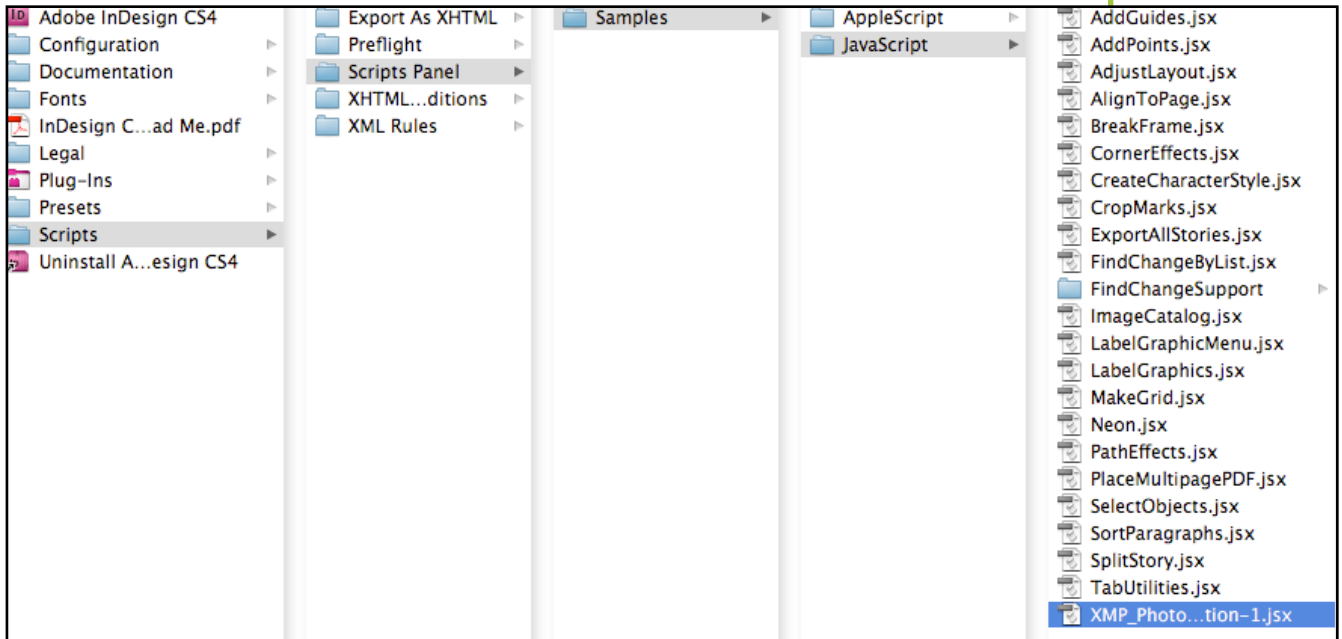 Adobe InDesign CS4
Configuration
Documentation
Fonts
InDesign C...ad Me.pdf
Legal
Plug-Ins
Presets
Scripts
Uninstall A...esign CS4
Export As XHTML
Preflight
Scripts Panel
XHTML...ditions
XML Rules
Samples
AppleScript
JavaScript
AddGuides.jsx
AddPoints.jsx
AdjustLayout.jsx
AlignToPage.jsx
BreakFrame.jsx
CornerEffects.jsx
CreateCharacterStyle.jsx
CropMarks.jsx
ExportAllStories.jsx
FindChangeByList.jsx
FindChangeSupport
ImageCatalog.jsx
LabelGraphicMenu.jsx
LabelGraphics.jsx
MakeGrid.jsx
Neon.jsx
PathEffects.jsx
PlaceMultipagePDF.jsx
SelectObjects.jsx
SortParagraphs.jsx
SplitStory.jsx
TabUtilities.jsx
XMP_Photo...tion-1.jsx